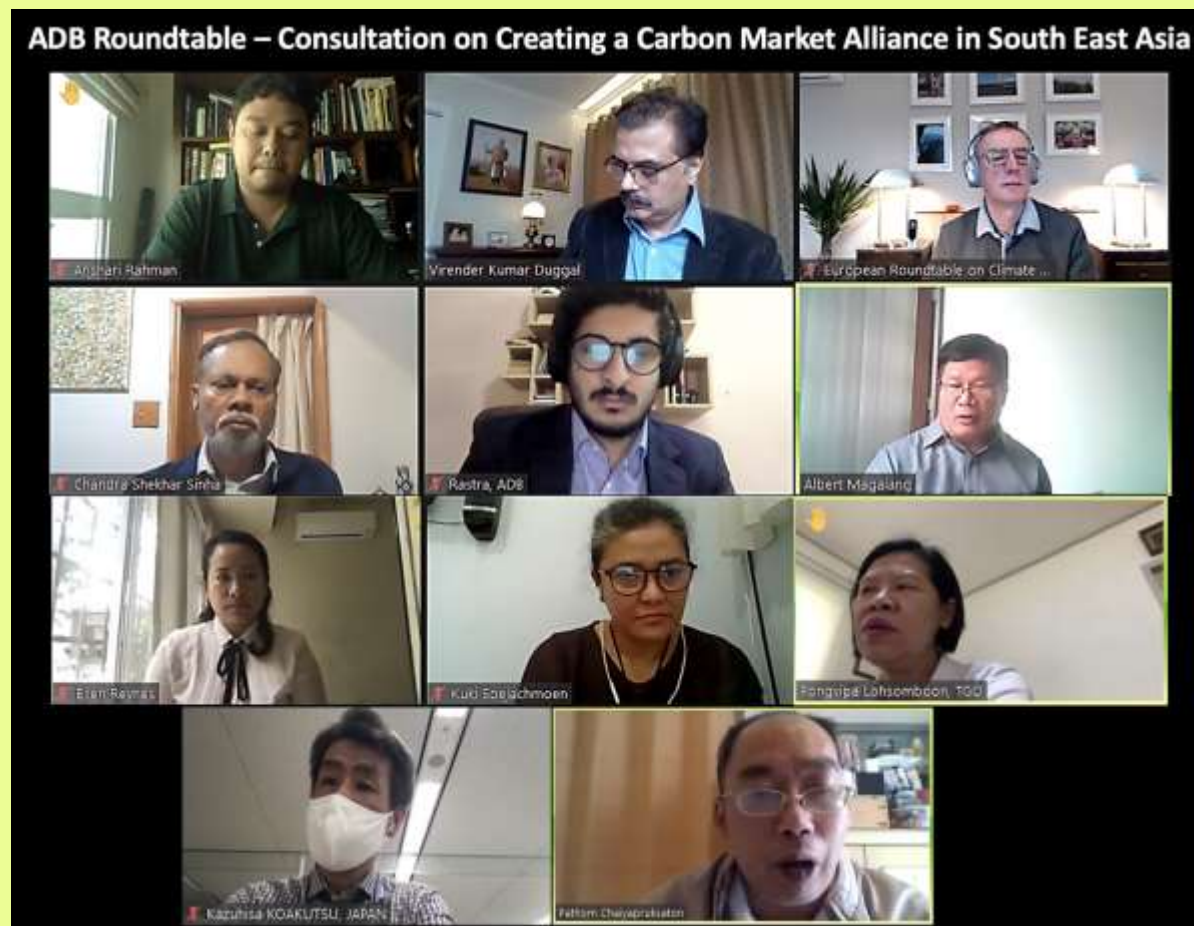 ADB Roundtable – Consultation on Creating a Carbon Market Alliance in South East Asia
Anshari Rahman
Virender Kumar Duggal
European Roundtable on Climate ...
Chandra Shekhar Sinha
Rastra, ADB
Albert Magalang
Kuki Soejachmoen
Pongvipa Lohsomboon, TGO
Kazuhisa KOAKUTSU, JAPAN
Pathom Chaiyapruksaton